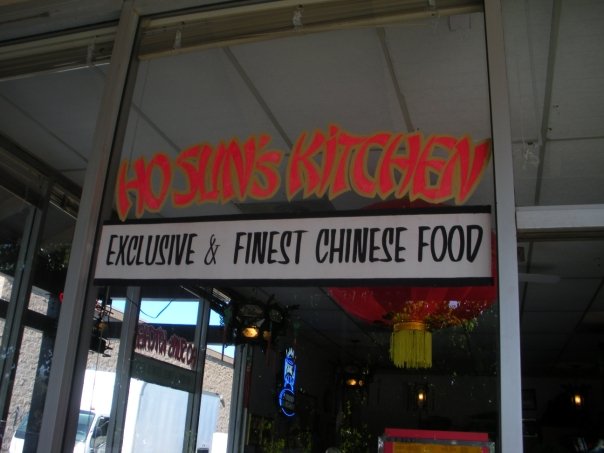 HO SUN'S KITCHEN
EXCLUSIVE & FINEST CHINESE FOOD